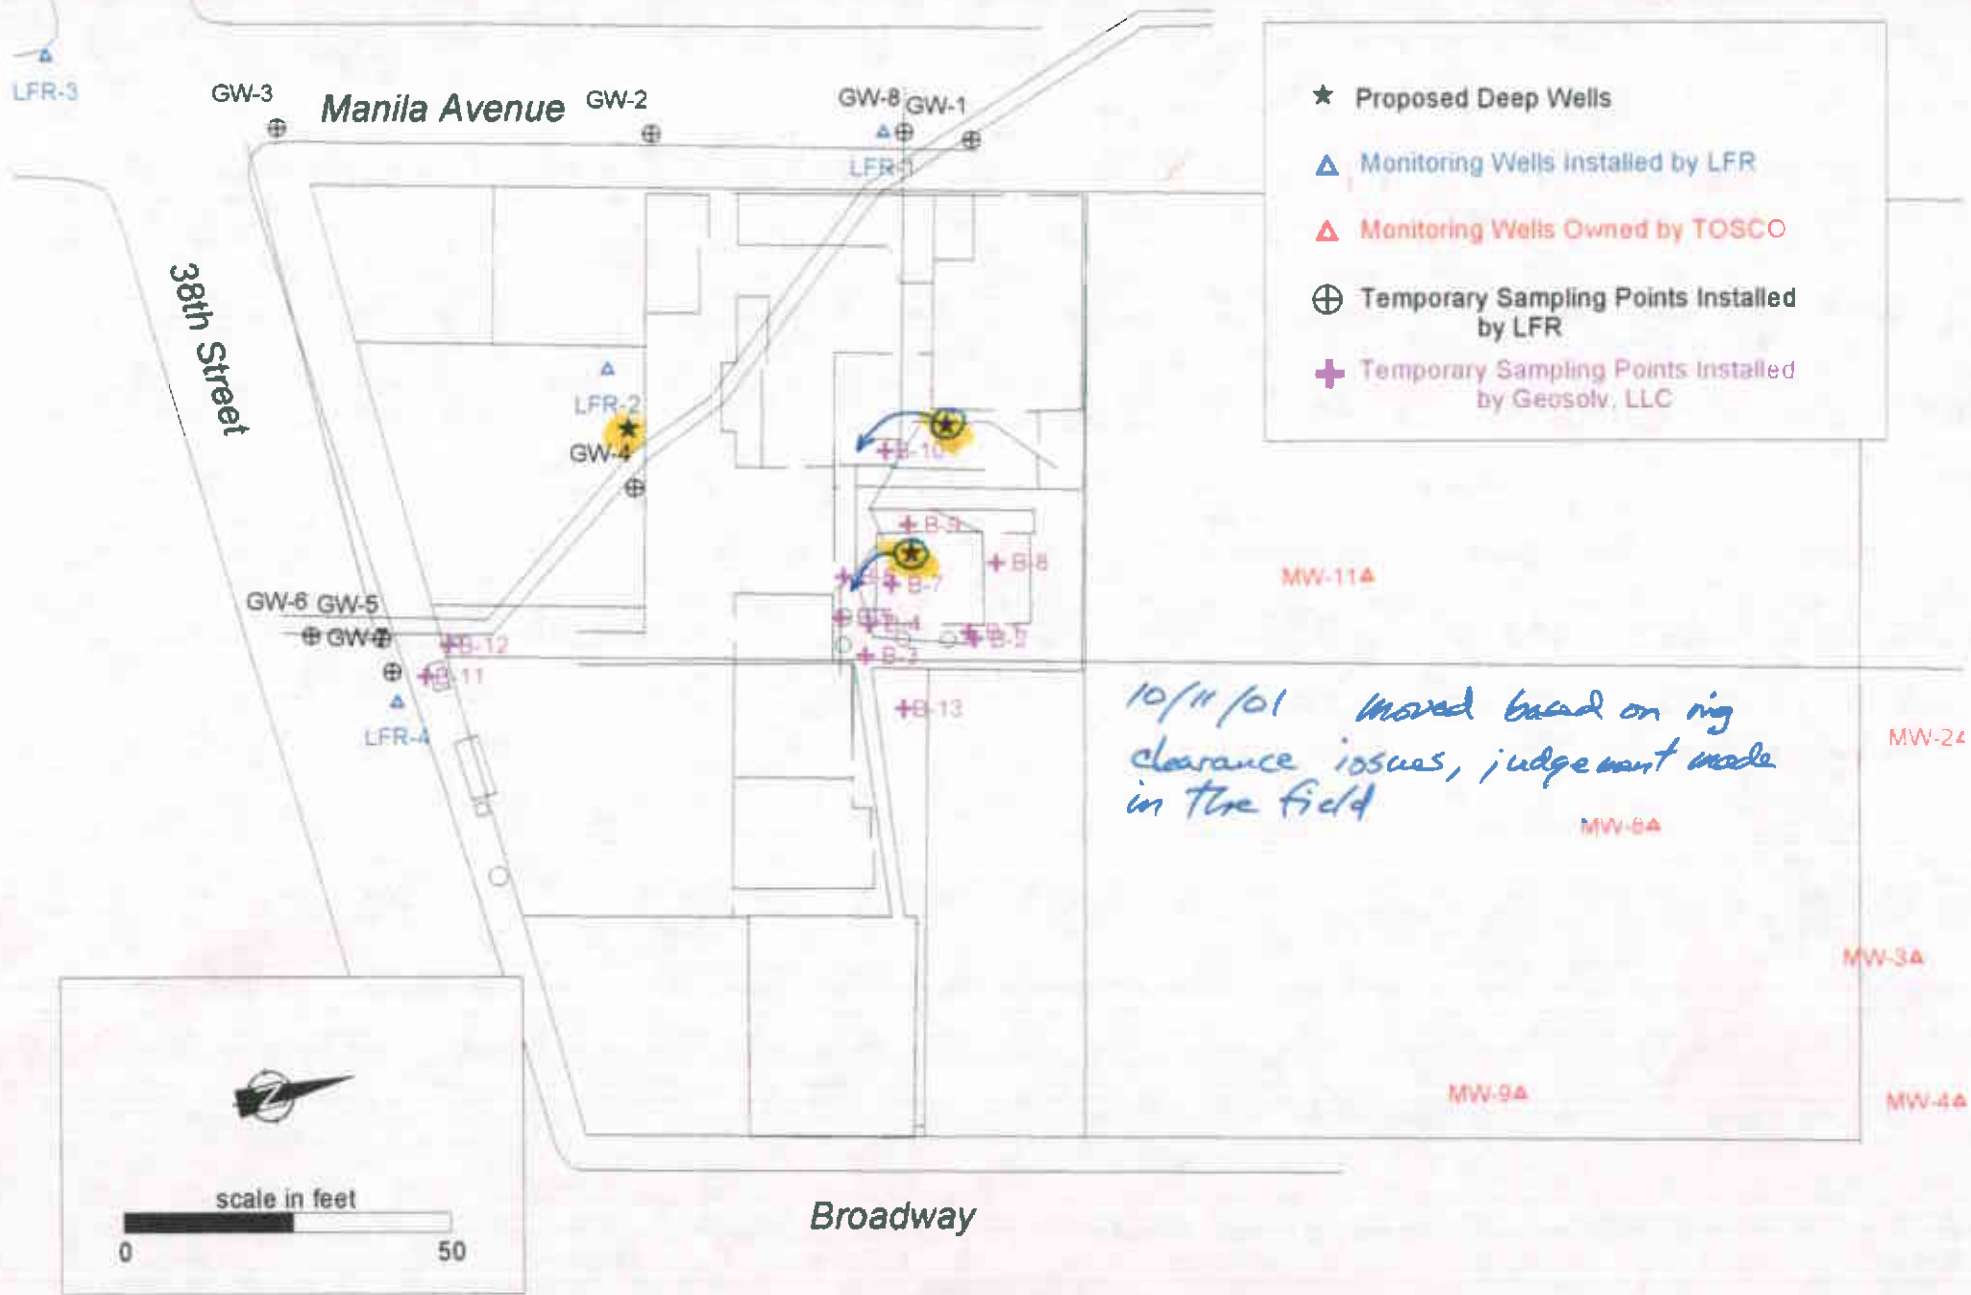 LFR-3
GW-3
Manila Avenue
GW-2
GW-8
GW-1
LFR-1
38th Street
LFR-2
GW-4
B-10
B-9
B-8
B-7
GW-6 GW-5
B-4
B-2
B-12
B-3
B-11
B-13
LFR-4
Proposed Deep Wells
Monitoring Wells Installed by LFR
Monitoring Wells Owned by TOSCO
Temporary Sampling Points Installed
by LFR
Temporary Sampling Points Installed
by Geosolv, LLC
MW-11
10/11/01 moved based on rig
clearance issues, judgement made
in the field
MW-2
MW-8
MW-3
MW-9
MW-4
Z
scale in feet
0 50
Broadway